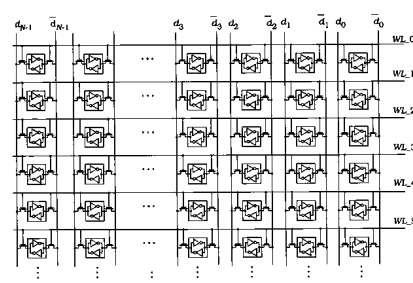 d_{N-1} d̅_{N-1} d_3 d̅_3 d_2 d̅_2 d_1 d̅_1 d_0 d̅_0
WL_0
WL_1
WL_2
WL_3
WL_4
WL_5